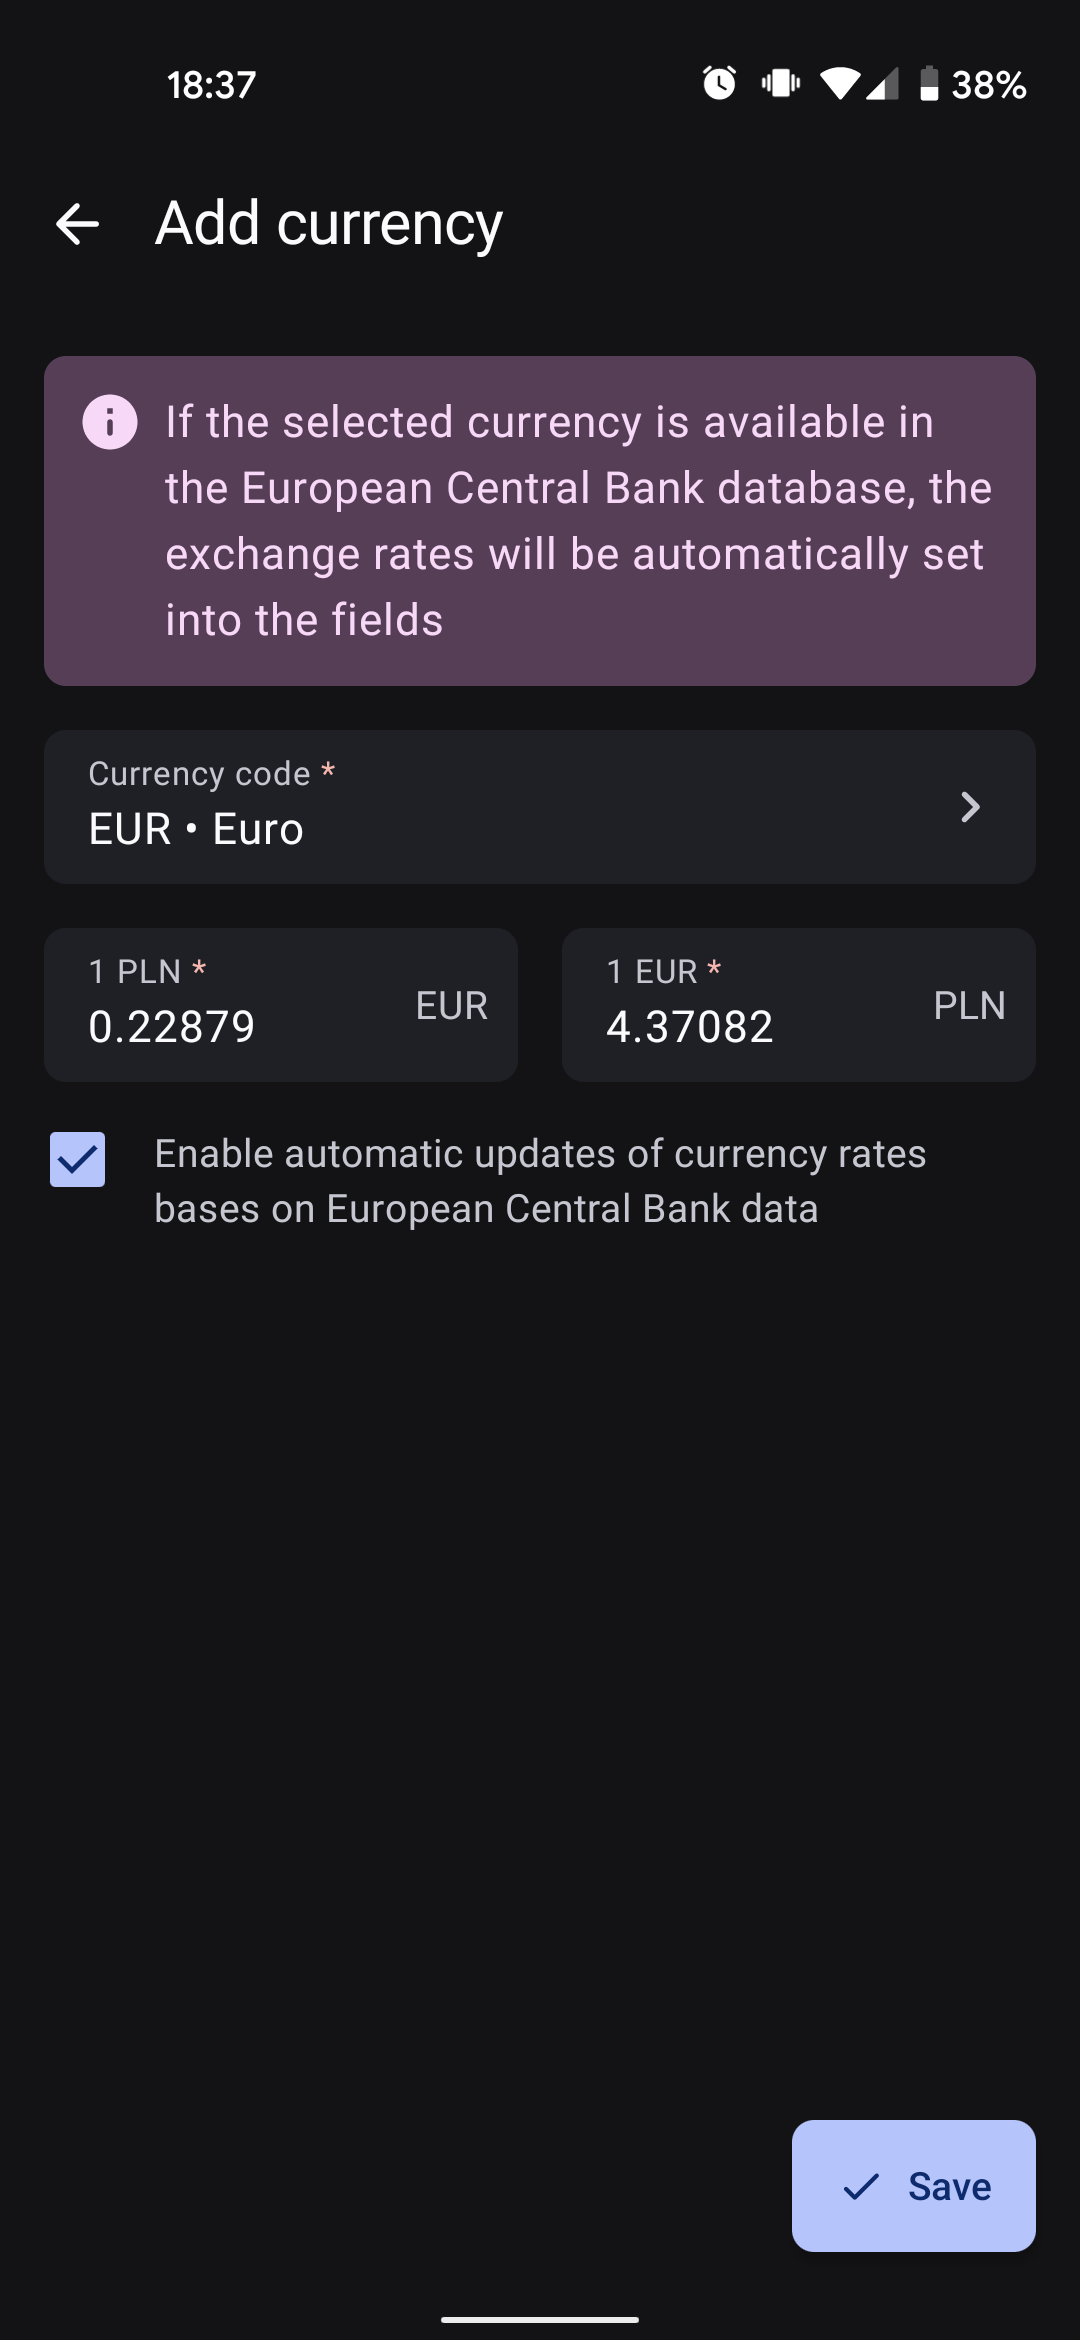 18:37
38%
Add currency
If the selected currency is available in
the European Central Bank database, the
exchange rates will be automatically set
into the fields
Currency code *
EUR • Euro
1 PLN *
0.22879
EUR
1 EUR *
4.37082
PLN
Enable automatic updates of currency rates
bases on European Central Bank data
Save